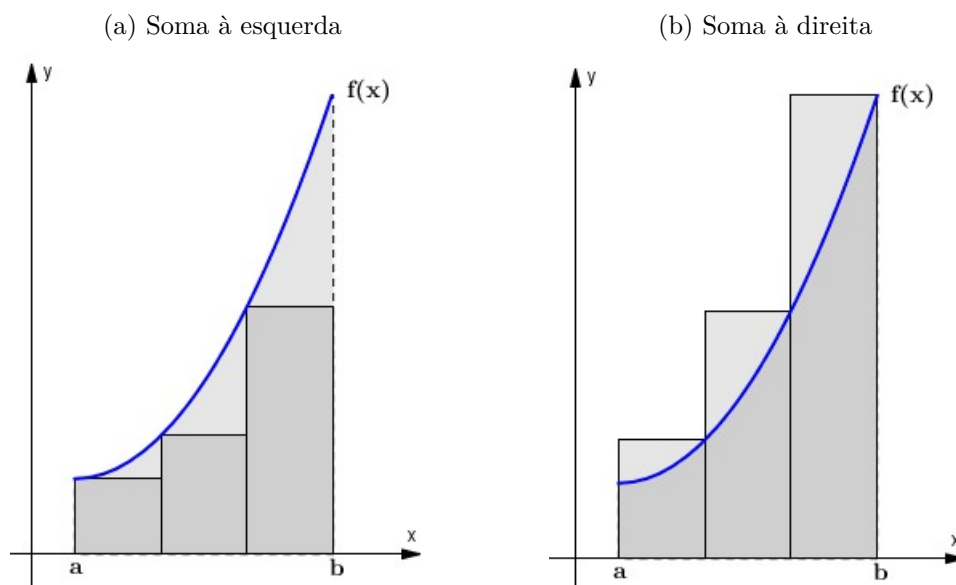 (a) Soma à esquerda
y
f(x)
x
a
b
(b) Soma à direita
y
f(x)
x
a
b